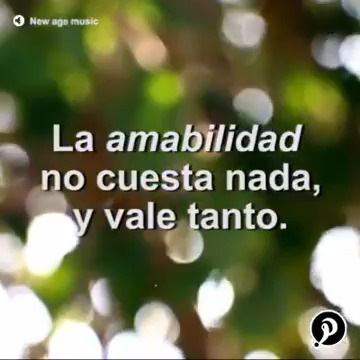 New age music
La amabilidad
no cuesta nada,
y vale tanto.